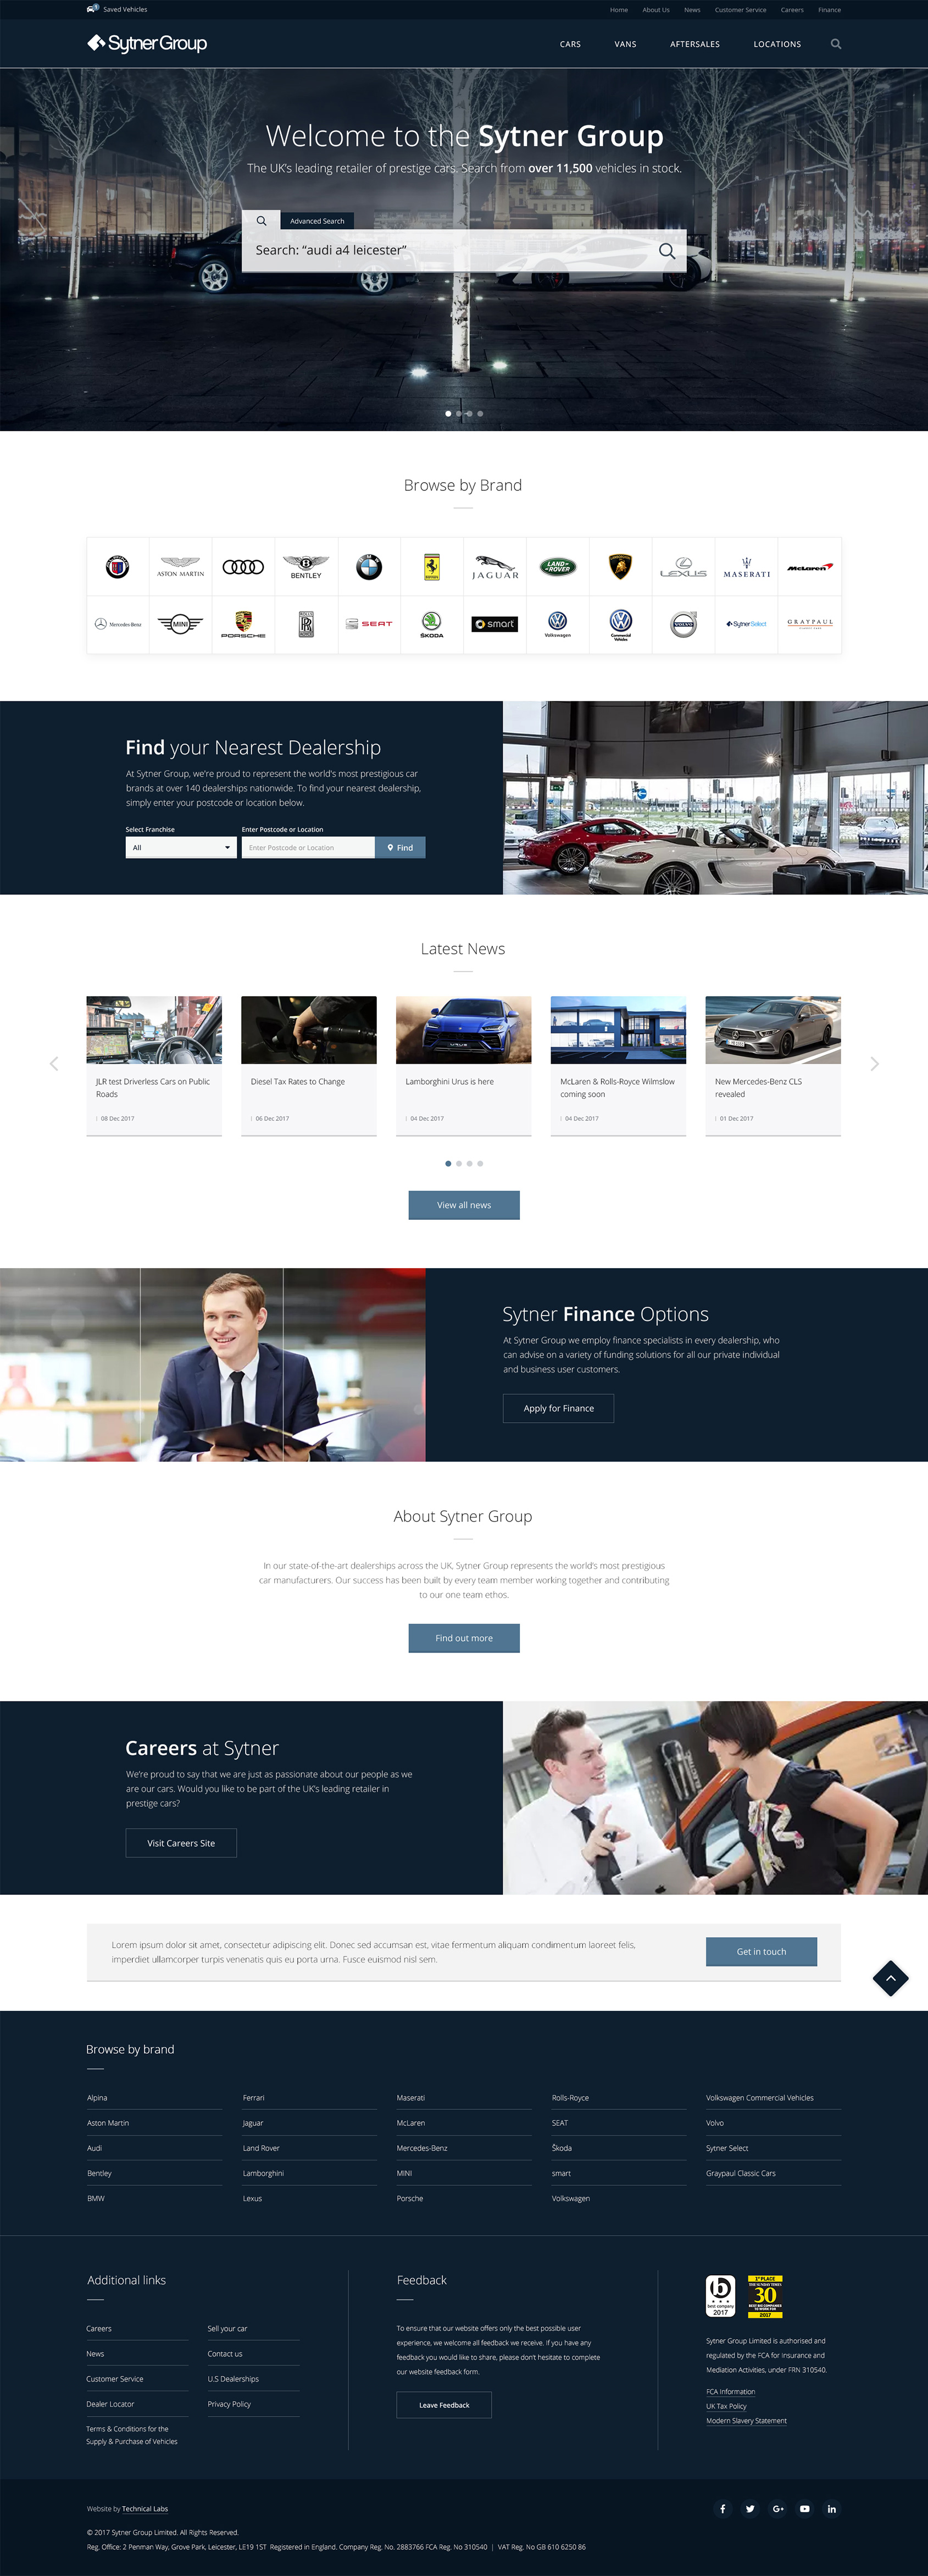 Saved Vehicles
Home About Us News Customer Service Careers Finance
Sytner Group
CARS VANS AFTERSALES LOCATIONS
Welcome to the Sytner Group
The UK's leading retailer of prestige cars. Search from over 11,500 vehicles in stock.
Advanced Search
Search: “audi a4 leicester”
Browse by Brand
ASTON MARTIN
BENTLEY
JAGUAR
LAND-ROVER
LEXUS
MASERATI
McLaren
Mercedes-Benz
MINI
PORSCHE
SEAT
ŠKODA
smart
Volkswagen
Commercial Vehicles
VOLVO
Sytner Select
GRAYPAUL
Find your Nearest Dealership
At Sytner Group, we're proud to represent the world's most prestigious car
brands at over 140 dealerships nationwide. To find your nearest dealership,
simply enter your postcode or location below.
Select Franchise Enter Postcode or Location
All Enter Postcode or Location Find
Latest News
JLR test Driverless Cars on Public
Roads
08 Dec 2017
Diesel Tax Rates to Change
06 Dec 2017
Lamborghini Urus is here
04 Dec 2017
McLaren & Rolls-Royce Wilmslow
coming soon
04 Dec 2017
New Mercedes-Benz CLS
revealed
01 Dec 2017
View all news
Sytner Finance Options
At Sytner Group we employ finance specialists in every dealership, who
can advise on a variety of funding solutions for all our private individual
and business user customers.
Apply for Finance
About Sytner Group
In our state-of-the-art dealerships across the UK, Sytner Group represents the world's most prestigious
car manufacturers. Our success has been built by every team member working together and contributing
to our one team ethos.
Find out more
Careers at Sytner
We're proud to say that we are just as passionate about our people as we
are our cars. Would you like to be part of the UK's leading retailer in
prestige cars?
Visit Careers Site
Lorem ipsum dolor sit amet, consectetur adipiscing elit. Donec sed accumsan est, vitae fermentum aliquam condimentum laoreet felis,
imperdiet ullamcorper turpis venenatis quis eu porta urna. Fusce euismod nisl sem.
Get in touch
Browse by brand
Alpina Ferrari Maserati Rolls-Royce Volkswagen Commercial Vehicles
Aston Martin Jaguar McLaren SEAT Volvo
Audi Land Rover Mercedes-Benz Škoda Sytner Select
Bentley Lamborghini MINI smart Graypaul Classic Cars
BMW Lexus Porsche Volkswagen
Additional links
Careers Sell your car
News Contact us
Customer Service U.S Dealerships
Dealer Locator Privacy Policy
Terms & Conditions for the
Supply & Purchase of Vehicles
Feedback
To ensure that our website offers only the best possible user
experience, we welcome all feedback we receive. If you have any
feedback you would like to share, please don't hesitate to complete
our website feedback form.
Leave Feedback
b
best company
2017
1ST PLACE
THE SUNDAY TIMES
30
BEST BIG COMPANIES
TO WORK FOR
2017
Sytner Group Limited is authorised and
regulated by the FCA for Insurance and
Mediation Activities, under FRN 310540.
FCA Information
UK Tax Policy
Modern Slavery Statement
Website by Technical Labs
© 2017 Sytner Group Limited. All Rights Reserved.
Reg. Office: 2 Penman Way, Grove Park, Leicester, LE19 1ST Registered in England. Company Reg. No. 2883766 FCA Reg. No 310540 | VAT Reg. No GB 610 6250 86